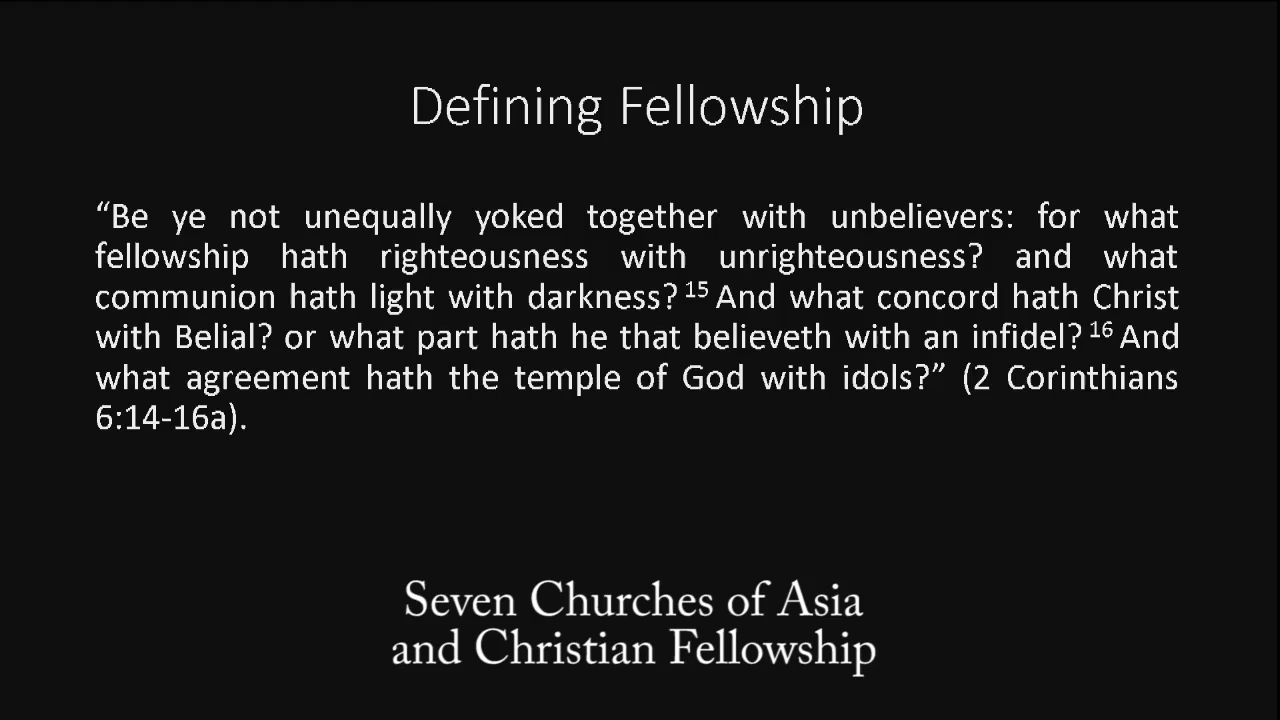 Defining Fellowship
“Be ye not unequally yoked together with unbelievers: for what
fellowship hath righteousness with unrighteousness? and what
communion hath light with darkness? 15 And what concord hath Christ
with Belial? or what part hath he that believeth with an infidel? 16 And
what agreement hath the temple of God with idols?” (2 Corinthians
6:14-16a).
Seven Churches of Asia
and Christian Fellowship